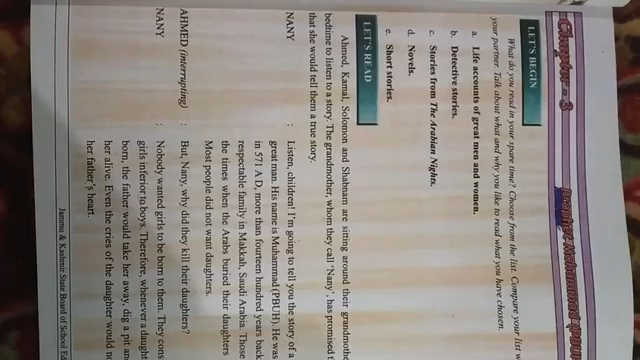 Chapter - 3
Prophet Muhammad (PBUH
LET'S BEGIN
What do you read in your spare time? Choose from the list. Compare your list w
your partner. Talk about what and why you like to read what you have chosen.
a. Life accounts of great men and women.
b. Detective stories.
c. Stories from The Arabian Nights.
d. Novels.
e. Short stories.
LET'S READ
Ahmed, Kamal, Solomon and Shabnam are sitting around their grandmothe
bedtime to listen to a story. The grandmother, whom they call 'Nany', has promised t
that she would tell them a true story.
NANY : Listen, children! I'm going to tell you the story of a
great man. His name is Muhammad (PBUH). He was
in 571 A D, more than fourteen hundred years back
respectable family in Makkah, Saudi Arabia. Those
the times when the Arabs buried their daughters
Most people did not want daughters.
AHMED (interrupting) : But, Nany, why did they kill their daughters?
NANY : Nobody wanted girls to be born to them. They cons
girls inferior to boys. Therefore, whenever a daught
born, the father would take her away, dig a pit an
her alive. Even the cries of the daughter would n
her father's heart.
Jammu & Kashmir State Board of School Ed